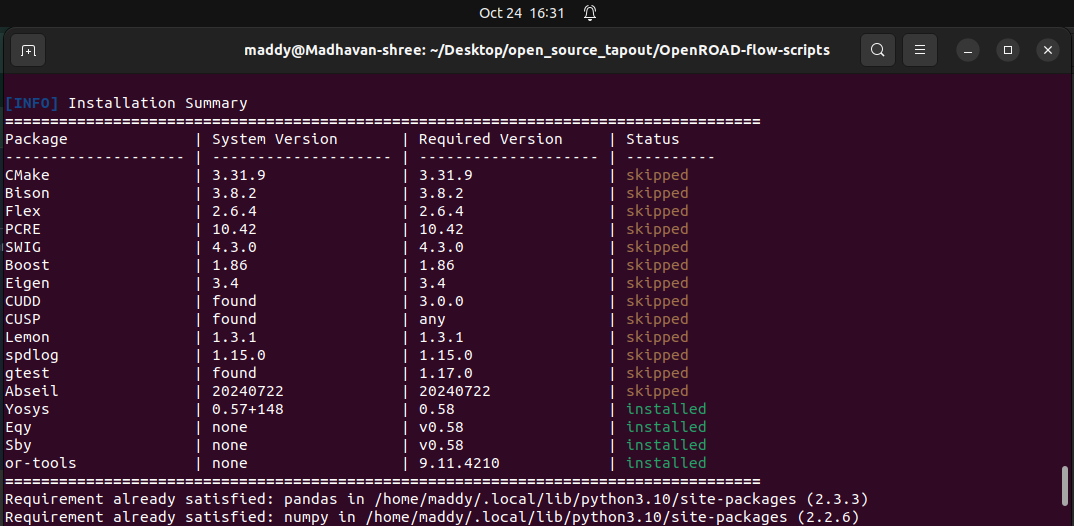 Oct 24 16:31
maddy@Madhavan-shree: ~/Desktop/open_source_tapout/OpenROAD-flow-scripts
[INFO] Installation Summary
====================================================================================
Package | System Version | Required Version | Status
-------------------- | -------------------- | -------------------- | ----------
CMake | 3.31.9 | 3.31.9 | skipped
Bison | 3.8.2 | 3.8.2 | skipped
Flex | 2.6.4 | 2.6.4 | skipped
PCRE | 10.42 | 10.42 | skipped
SWIG | 4.3.0 | 4.3.0 | skipped
Boost | 1.86 | 1.86 | skipped
Eigen | 3.4 | 3.4 | skipped
CUDD | found | 3.0.0 | skipped
CUSP | found | any | skipped
Lemon | 1.3.1 | 1.3.1 | skipped
spdlog | 1.15.0 | 1.15.0 | skipped
gtest | found | 1.17.0 | skipped
Abseil | 20240722 | 20240722 | skipped
Yosys | 0.57+148 | 0.58 | installed
Eqy | none | v0.58 | installed
Sby | none | v0.58 | installed
or-tools | none | 9.11.4210 | installed
====================================================================================
Requirement already satisfied: pandas in /home/maddy/.local/lib/python3.10/site-packages (2.3.3)
Requirement already satisfied: numpy in /home/maddy/.local/lib/python3.10/site-packages (2.2.6)